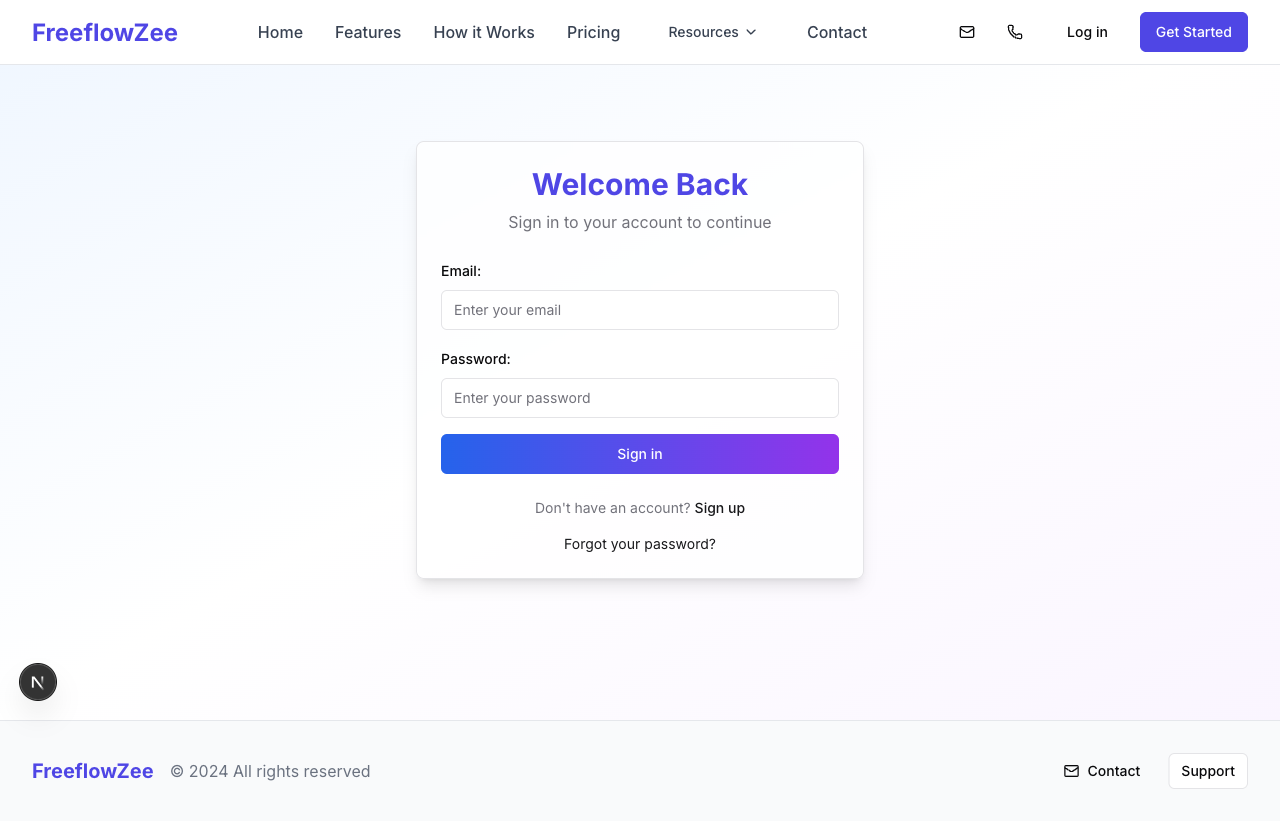 FreeflowZee Home Features How it Works Pricing Resources Contact Log in Get Started
Welcome Back
Sign in to your account to continue
Email:
Enter your email
Password:
Enter your password
Sign in
Don't have an account? Sign up
Forgot your password?
N
FreeflowZee © 2024 All rights reserved Contact Support